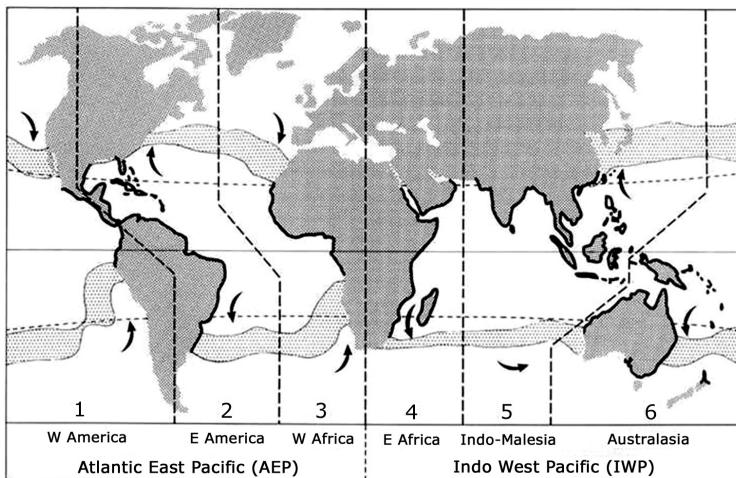 1 2 3 4 5 6
W America E America W Africa E Africa Indo-Malesia Australasia
Atlantic East Pacific (AEP) Indo West Pacific (IWP)